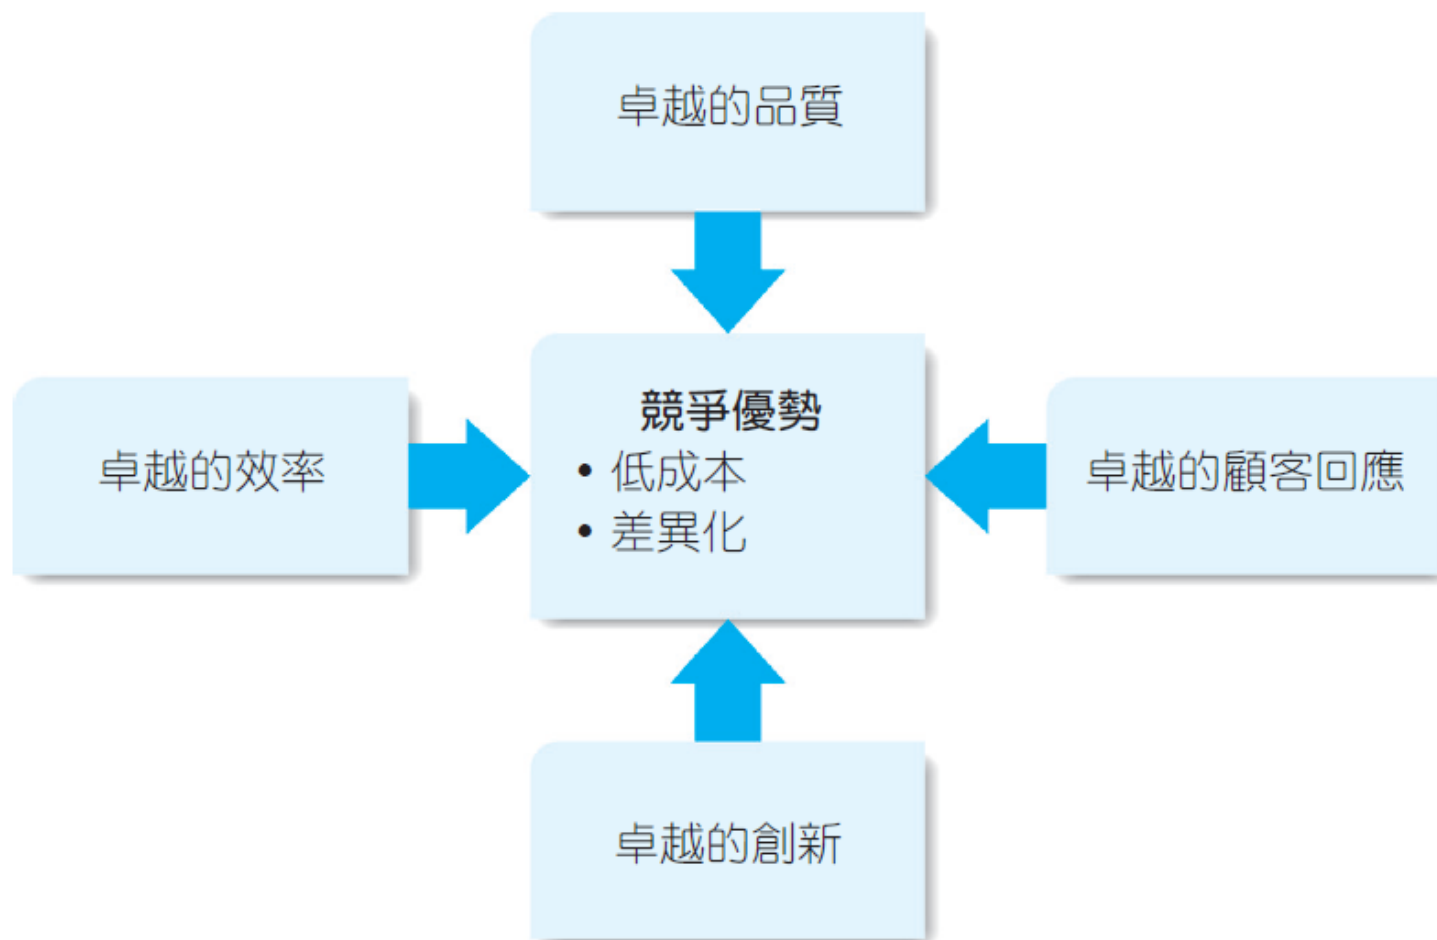 卓越的品質
競爭優勢
• 低成本
• 差異化
卓越的效率
卓越的顧客回應
卓越的創新